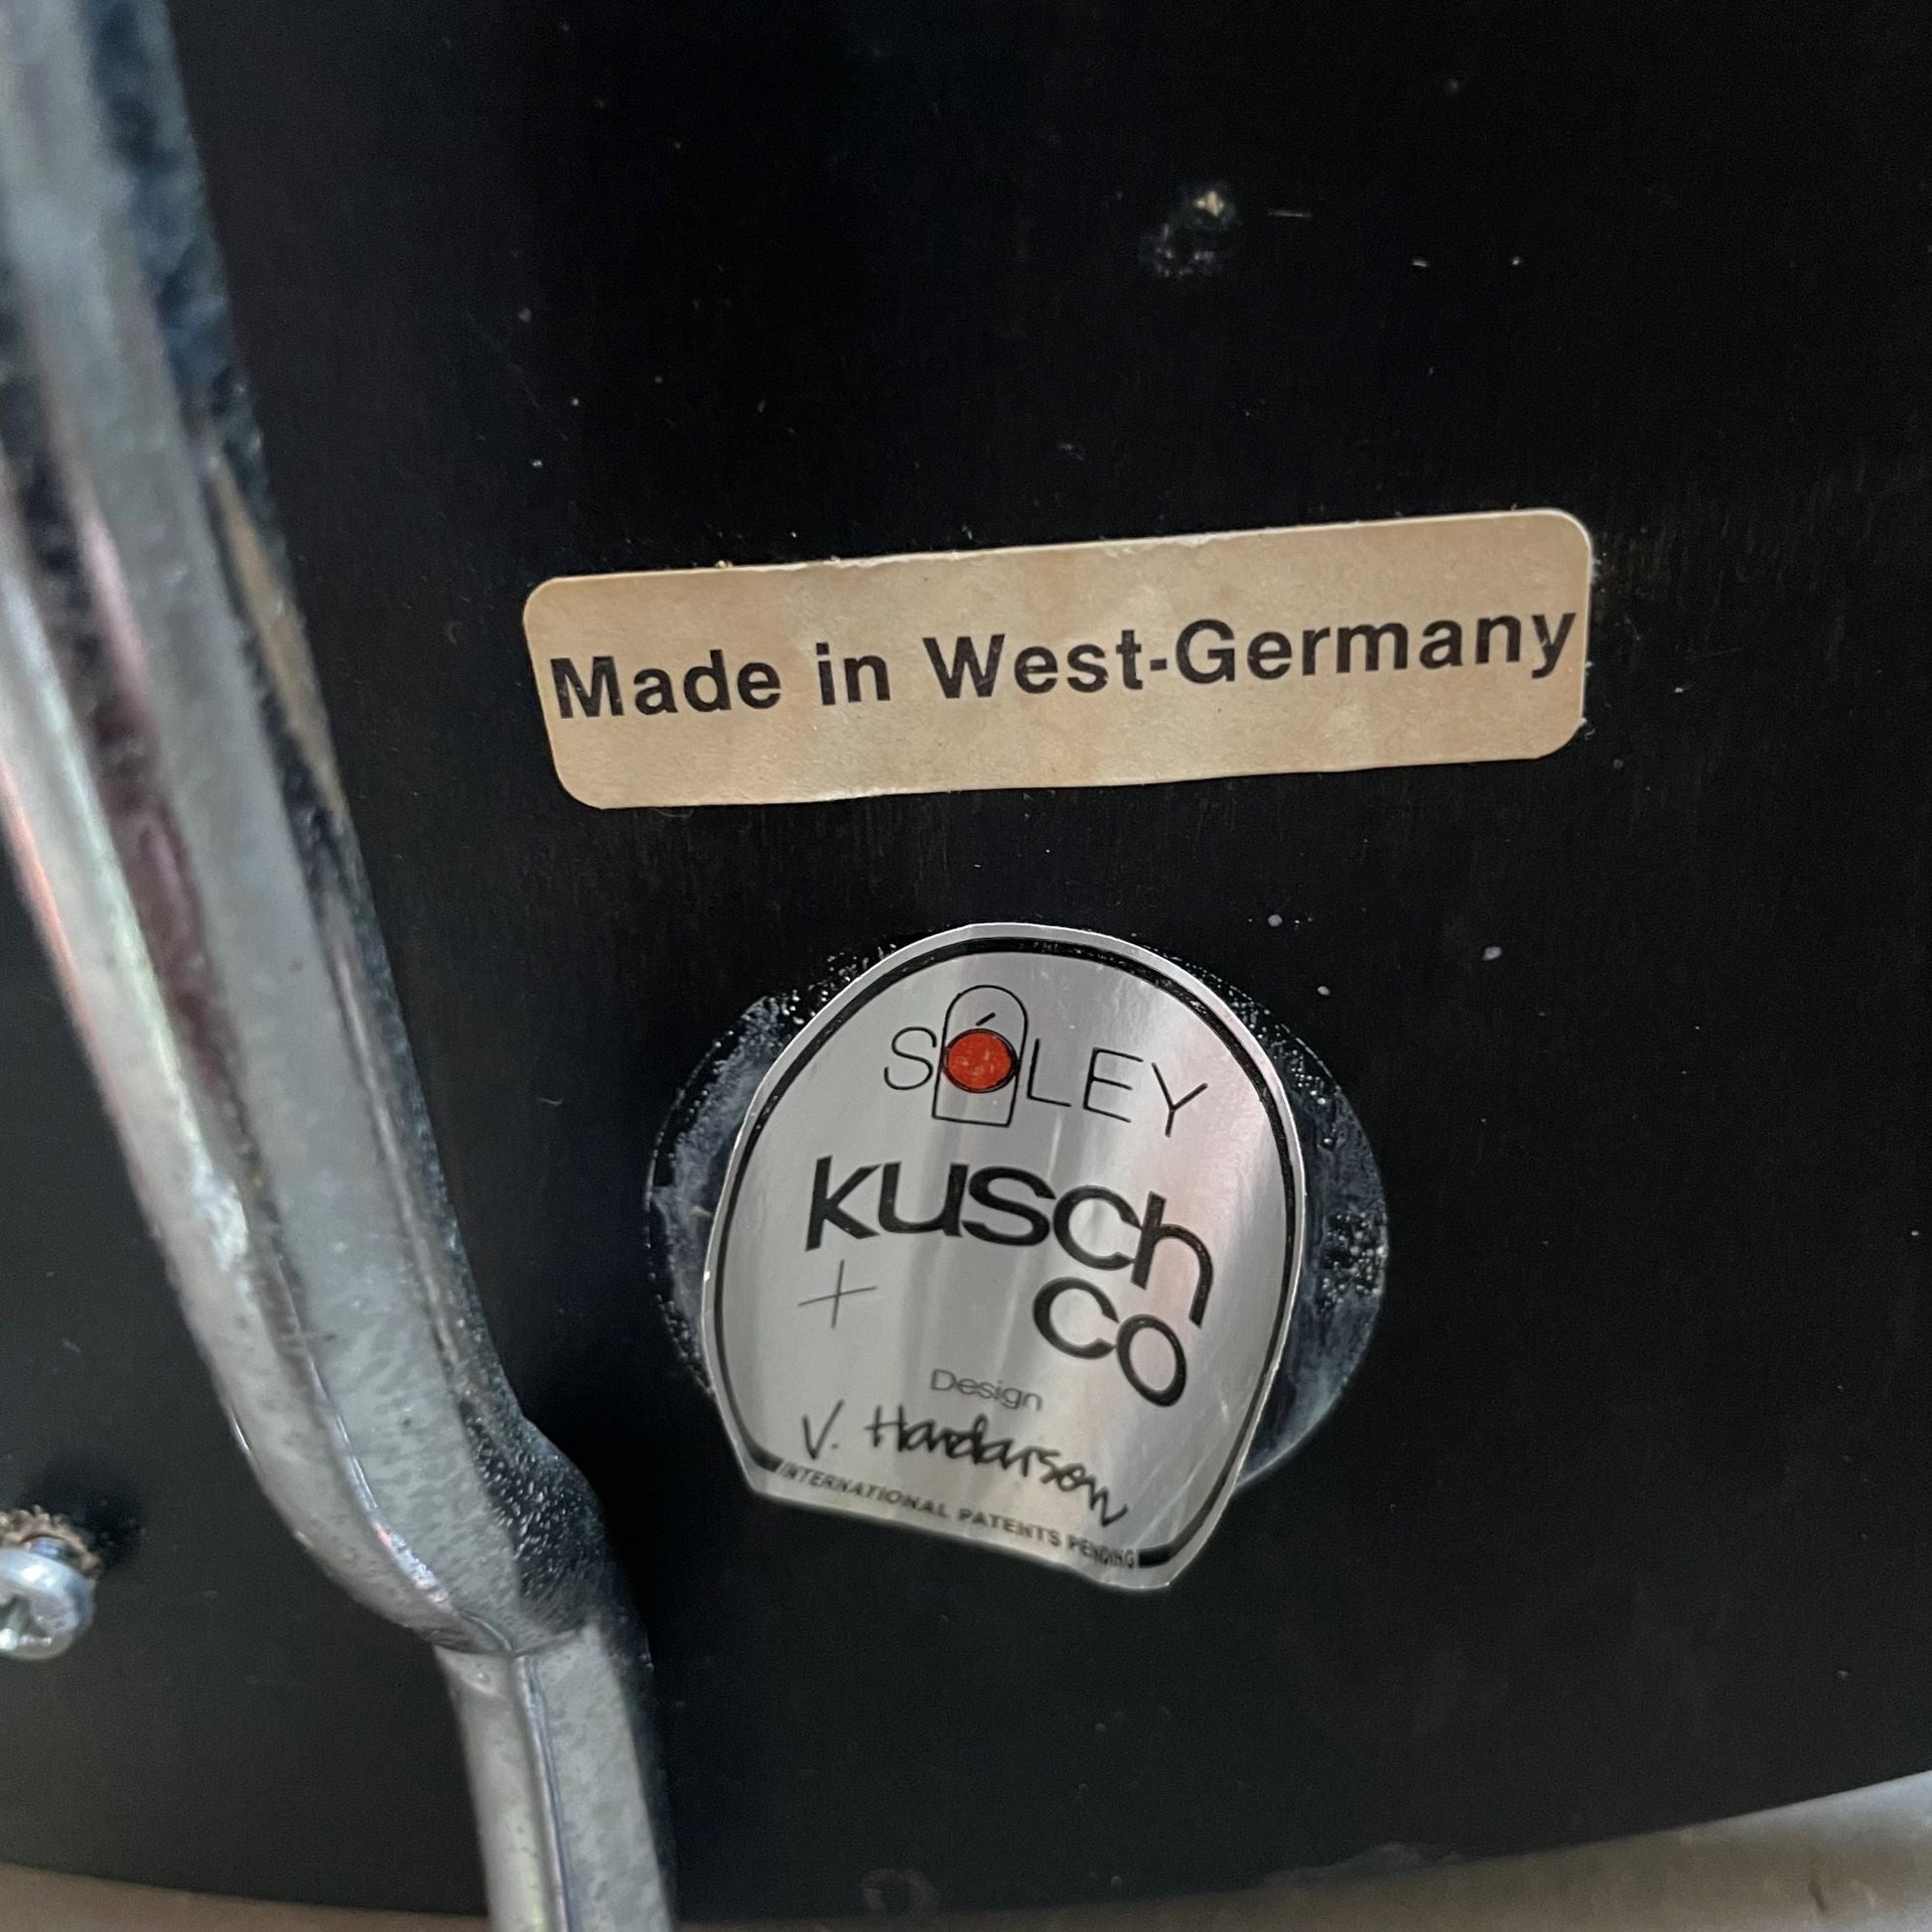 Made in West-Germany
SÓLEY
kusch
+ co
Design
V. Hardarson
INTERNATIONAL PATENTS PENDING